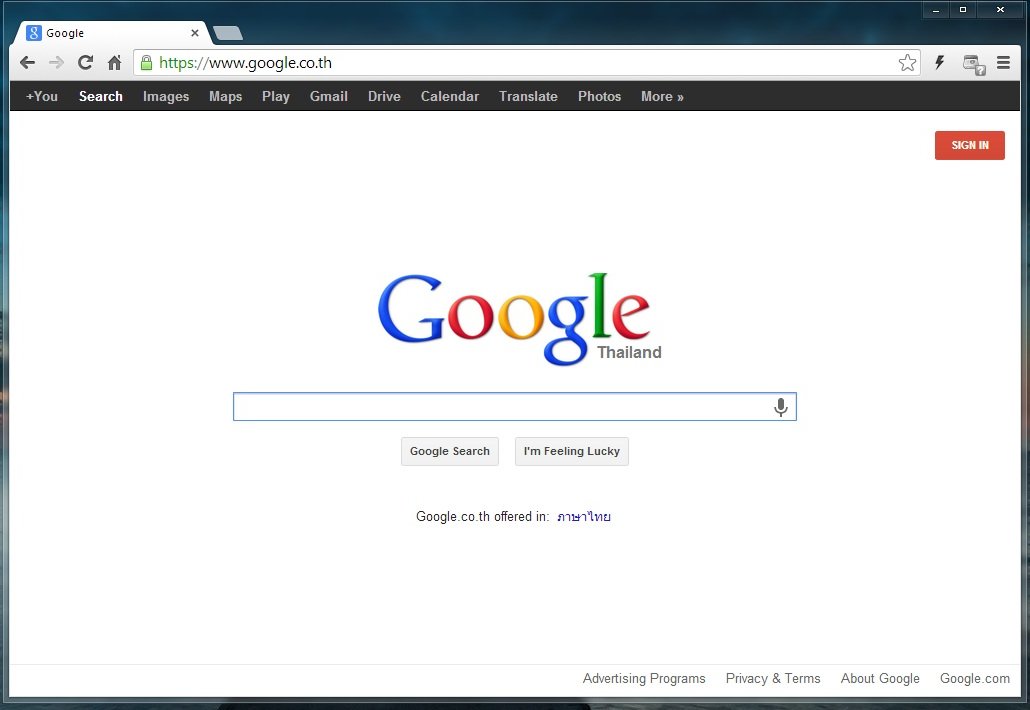 Google
https://www.google.co.th
+You Search Images Maps Play Gmail Drive Calendar Translate Photos More »
SIGN IN
Google
Thailand
Google Search I'm Feeling Lucky
Google.co.th offered in: ภาษาไทย
Advertising Programs Privacy & Terms About Google Google.com